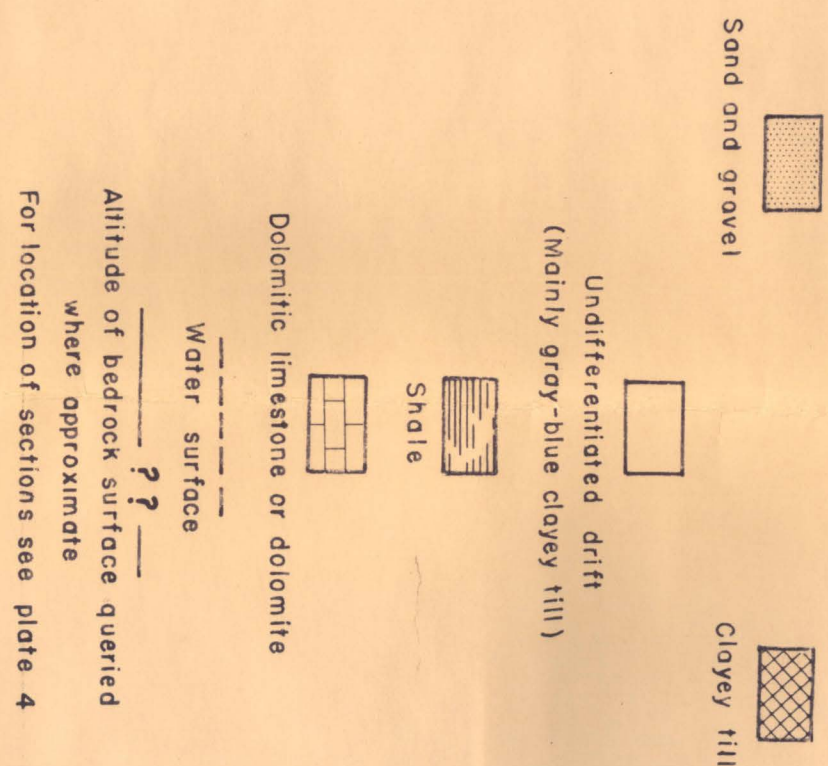 Sand and gravel
Clayey till
Undifferentiated drift
(Mainly gray-blue clayey till)
Shale
Dolomitic limestone or dolomite
Water surface
? ?
Altitude of bedrock surface queried
where approximate
For location of sections see plate 4